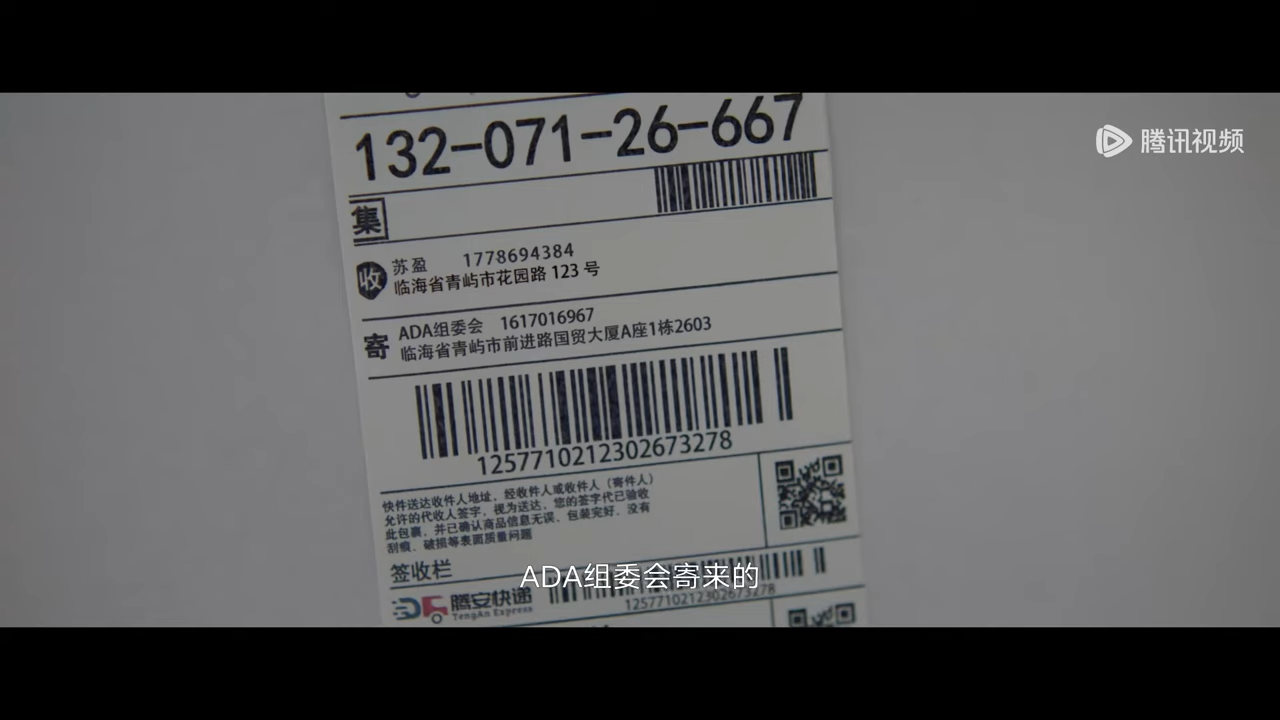 腾讯视频
132-071-26-667
集
收
苏盈 1778694384
临海省青屿市花园路 123 号
寄
ADA组委会 1617016967
临海省青屿市前进路国贸大厦A座1栋2603
1257710212302673278
快件送达收件人地址，经收件人或收件人（寄件人）
允许的代收人签字，视为送达，您的签字代已验收
此包裹，并已确认商品信息无误、包装完好、没有
刮痕、破损等表面质量问题
签收栏
ADA组委会寄来的
腾安快递
TengAn Express
1257710212302673278